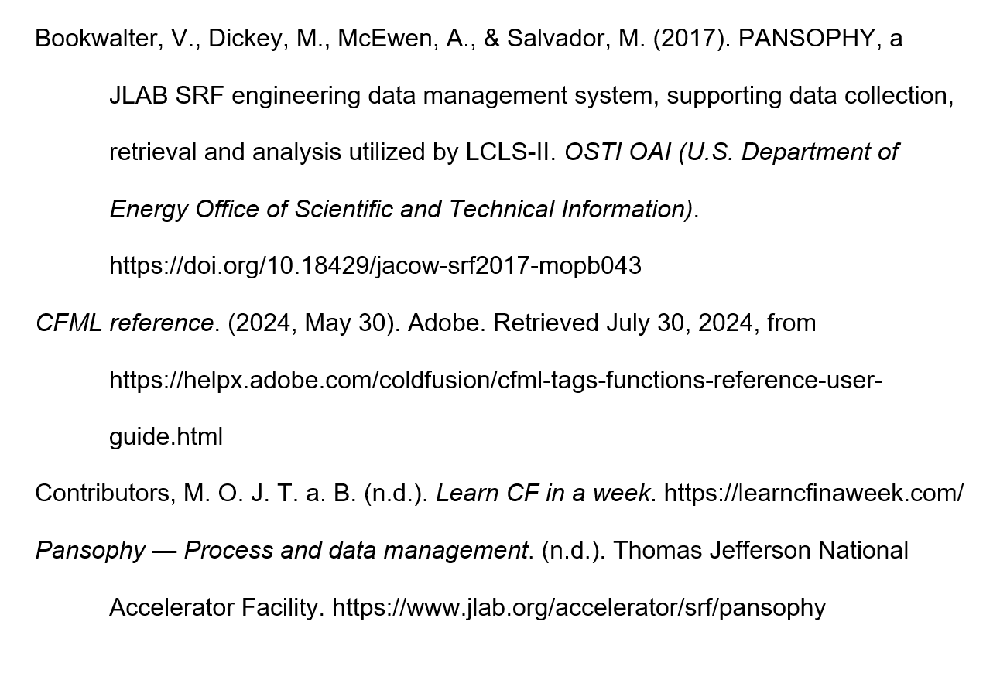 Bookwalter, V., Dickey, M., McEwen, A., & Salvador, M. (2017). PANSOPHY, a
JLAB SRF engineering data management system, supporting data collection,
retrieval and analysis utilized by LCLS-II. OSTI OAI (U.S. Department of
Energy Office of Scientific and Technical Information).
https://doi.org/10.18429/jacow-srf2017-mopb043
CFML reference. (2024, May 30). Adobe. Retrieved July 30, 2024, from
https://helpx.adobe.com/coldfusion/cfml-tags-functions-reference-user-
guide.html
Contributors, M. O. J. T. a. B. (n.d.). Learn CF in a week. https://learncfinaweek.com/
Pansophy — Process and data management. (n.d.). Thomas Jefferson National
Accelerator Facility. https://www.jlab.org/accelerator/srf/pansophy